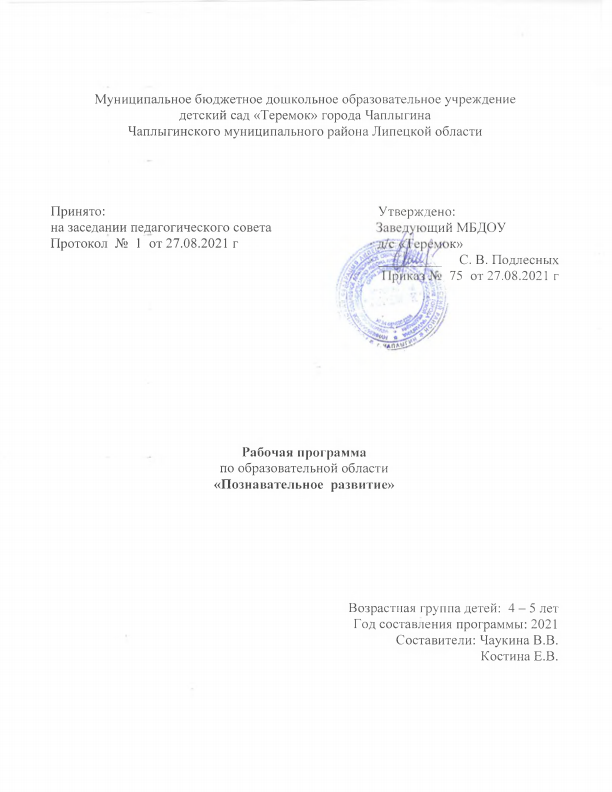 Муниципальное бюджетное дошкольное образовательное учреждение
детский сад «Теремок» города Чаплыгина
Чаплыгинского муниципального района Липецкой области
Принято:
на заседании педагогического совета
Протокол № 1 от 27.08.2021 г
Утверждено:
Заведующий МБДОУ
д/с «Теремок»
С. В. Подлесных
Приказ № 75 от 27.08.2021 г
Рабочая программа
по образовательной области
«Познавательное развитие»
Возрастная группа детей: 4 – 5 лет
Год составления программы: 2021
Составители: Чаукина В.В.
Костина Е.В.